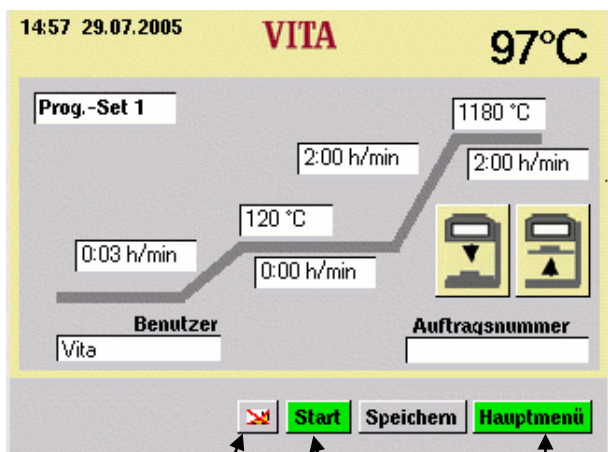 14:57 29.07.2005 VITA 97°C
Prog.-Set 1
1180 °C
2:00 h/min
2:00 h/min
120 °C
0:03 h/min
0:00 h/min
Benutzer
Auftragsnummer
Vita
Start Speichern Hauptmenü